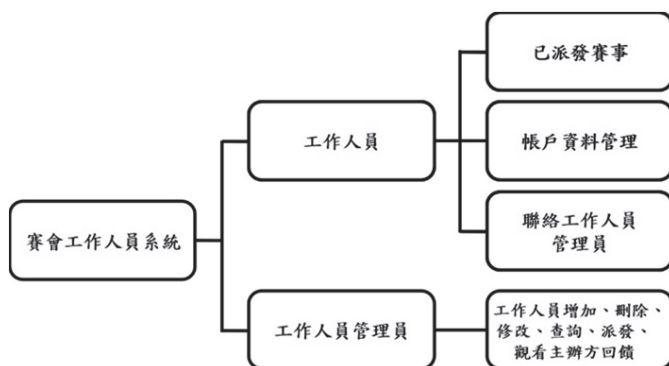 賽會工作人員系統
工作人員
已派發賽事
帳戶資料管理
聯絡工作人員
管理員
工作人員管理員
工作人員增加、刪除、
修改、查詢、派發、
觀看主辦方回饋